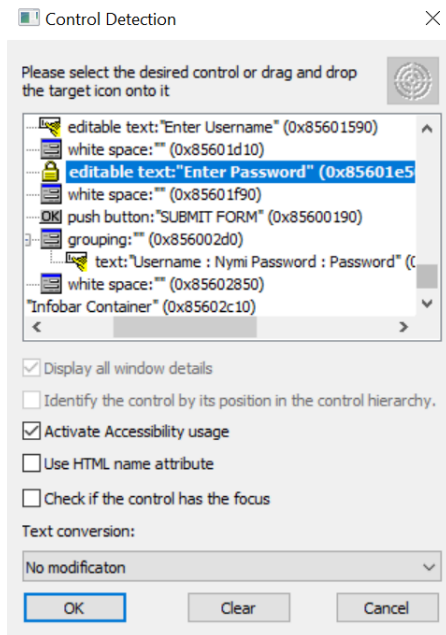 Control Detection
Please select the desired control or drag and drop
the target icon onto it
editable text:"Enter Username" (0x85601590)
white space:"" (0x85601d10)
editable text:"Enter Password" (0x85601e5
white space:"" (0x85601f90)
OK push button:"SUBMIT FORM" (0x85600190)
grouping:"" (0x856002d0)
text:"Username : Nymi Password : Password" (
white space:"" (0x85602850)
"Infobar Container" (0x85602c10)
Display all window details
Identify the control by its position in the control hierarchy.
Activate Accessibility usage
Use HTML name attribute
Check if the control has the focus
Text conversion:
No modificaton
OK
Clear
Cancel